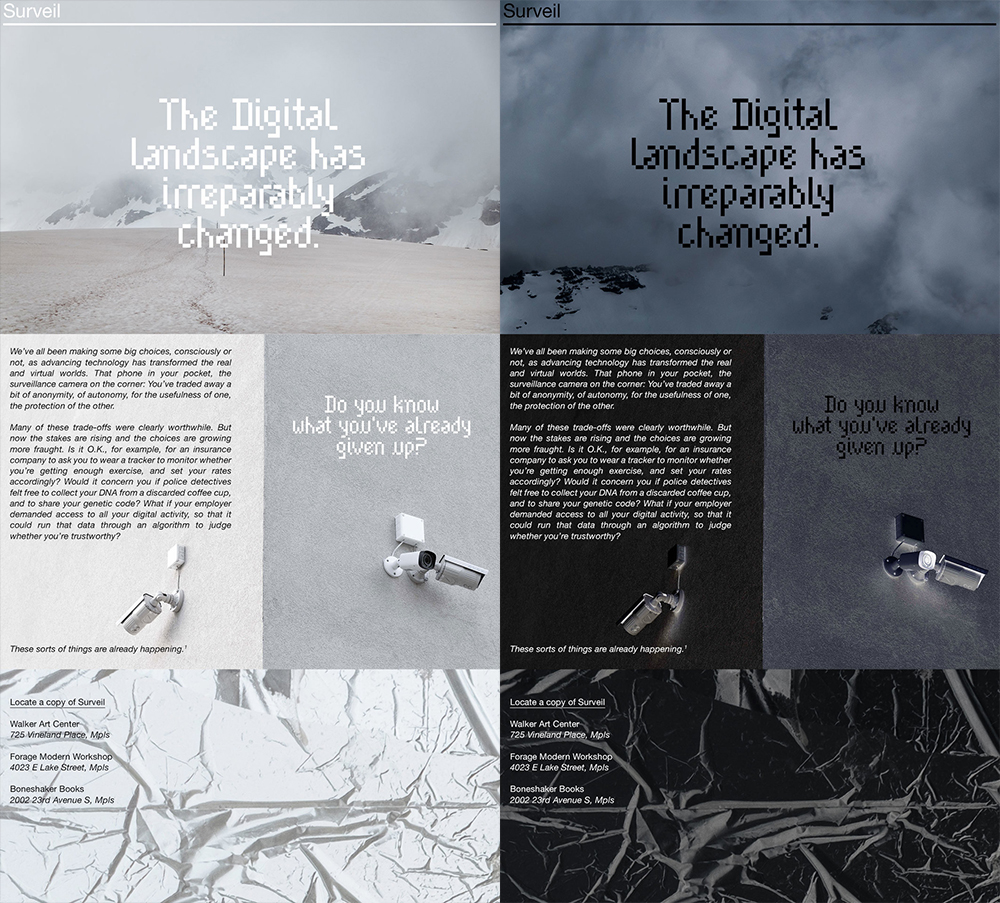 Surveil
The Digital
landscape has
irreparably
changed.
We've all been making some big choices, consciously or
not, as advancing technology has transformed the real
and virtual worlds. That phone in your pocket, the
surveillance camera on the corner: You've traded away a
bit of anonymity, of autonomy, for the usefulness of one,
the protection of the other.
Many of these trade-offs were clearly worthwhile. But
now the stakes are rising and the choices are growing
more fraught. Is it O.K., for example, for an insurance
company to ask you to wear a tracker to monitor whether
you're getting enough exercise, and set your rates
accordingly? Would it concern you if police detectives
felt free to collect your DNA from a discarded coffee cup,
and to share your genetic code? What if your employer
demanded access to all your digital activity, so that it
could run that data through an algorithm to judge
whether you're trustworthy?
These sorts of things are already happening.¹
Do you know
what you've already
given up?
Locate a copy of Surveil
Walker Art Center
725 Vineland Place, Mpls
Forage Modern Workshop
4023 E Lake Street, Mpls
Boneshaker Books
2002 23rd Avenue S, Mpls
Surveil
The Digital
landscape has
irreparably
changed.
We've all been making some big choices, consciously or
not, as advancing technology has transformed the real
and virtual worlds. That phone in your pocket, the
surveillance camera on the corner: You've traded away a
bit of anonymity, of autonomy, for the usefulness of one,
the protection of the other.
Many of these trade-offs were clearly worthwhile. But
now the stakes are rising and the choices are growing
more fraught. Is it O.K., for example, for an insurance
company to ask you to wear a tracker to monitor whether
you're getting enough exercise, and set your rates
accordingly? Would it concern you if police detectives
felt free to collect your DNA from a discarded coffee cup,
and to share your genetic code? What if your employer
demanded access to all your digital activity, so that it
could run that data through an algorithm to judge
whether you're trustworthy?
These sorts of things are already happening.¹
Do you know
what you've already
given up?
Locate a copy of Surveil
Walker Art Center
725 Vineland Place, Mpls
Forage Modern Workshop
4023 E Lake Street, Mpls
Boneshaker Books
2002 23rd Avenue S, Mpls